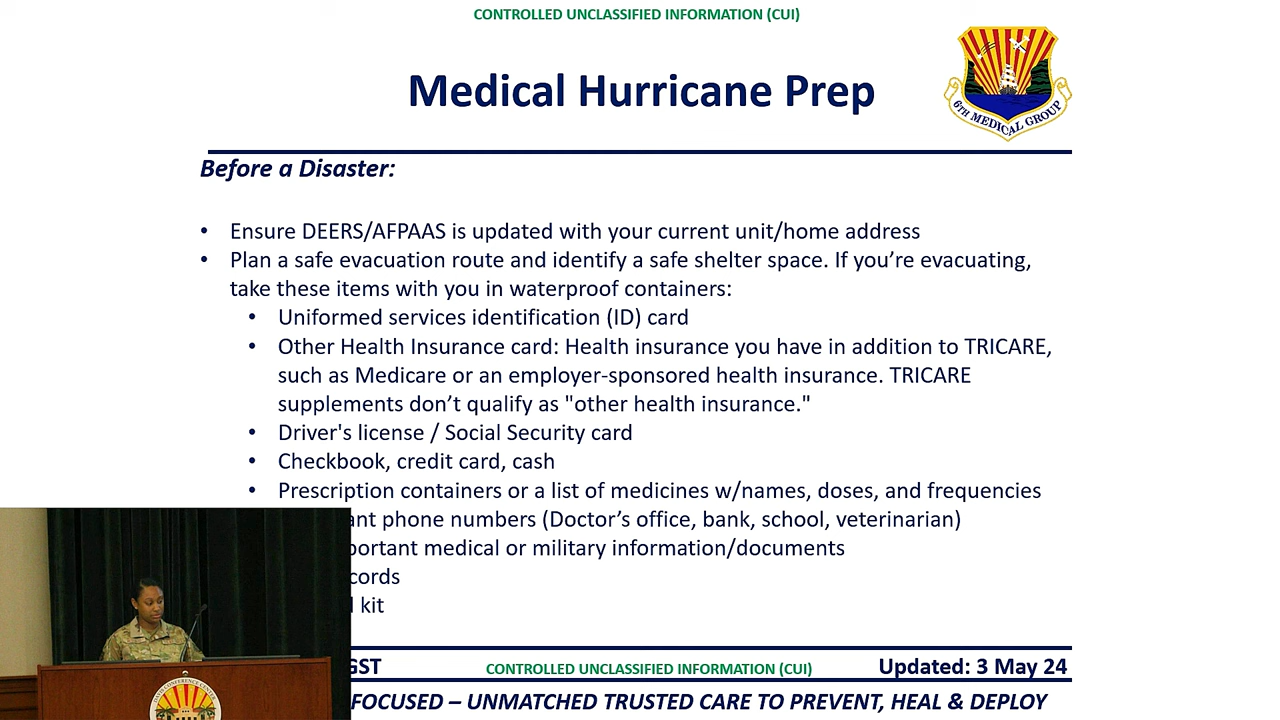 CONTROLLED UNCLASSIFIED INFORMATION (CUI)
Medical Hurricane Prep
6TH MEDICAL GROUP
Before a Disaster:
• Ensure DEERS/AFPAAS is updated with your current unit/home address
• Plan a safe evacuation route and identify a safe shelter space. If you’re evacuating,
take these items with you in waterproof containers:
• Uniformed services identification (ID) card
• Other Health Insurance card: Health insurance you have in addition to TRICARE,
such as Medicare or an employer-sponsored health insurance. TRICARE
supplements don’t qualify as "other health insurance."
• Driver's license / Social Security card
• Checkbook, credit card, cash
• Prescription containers or a list of medicines w/names, doses, and frequencies
phone numbers (Doctor’s office, bank, school, veterinarian)
medical or military information/documents
kit
CONTROLLED UNCLASSIFIED INFORMATION (CUI)
Updated: 3 May 24
FOCUSED – UNMATCHED TRUSTED CARE TO PREVENT, HEAL & DEPLOY
CONFERENCE CENTER